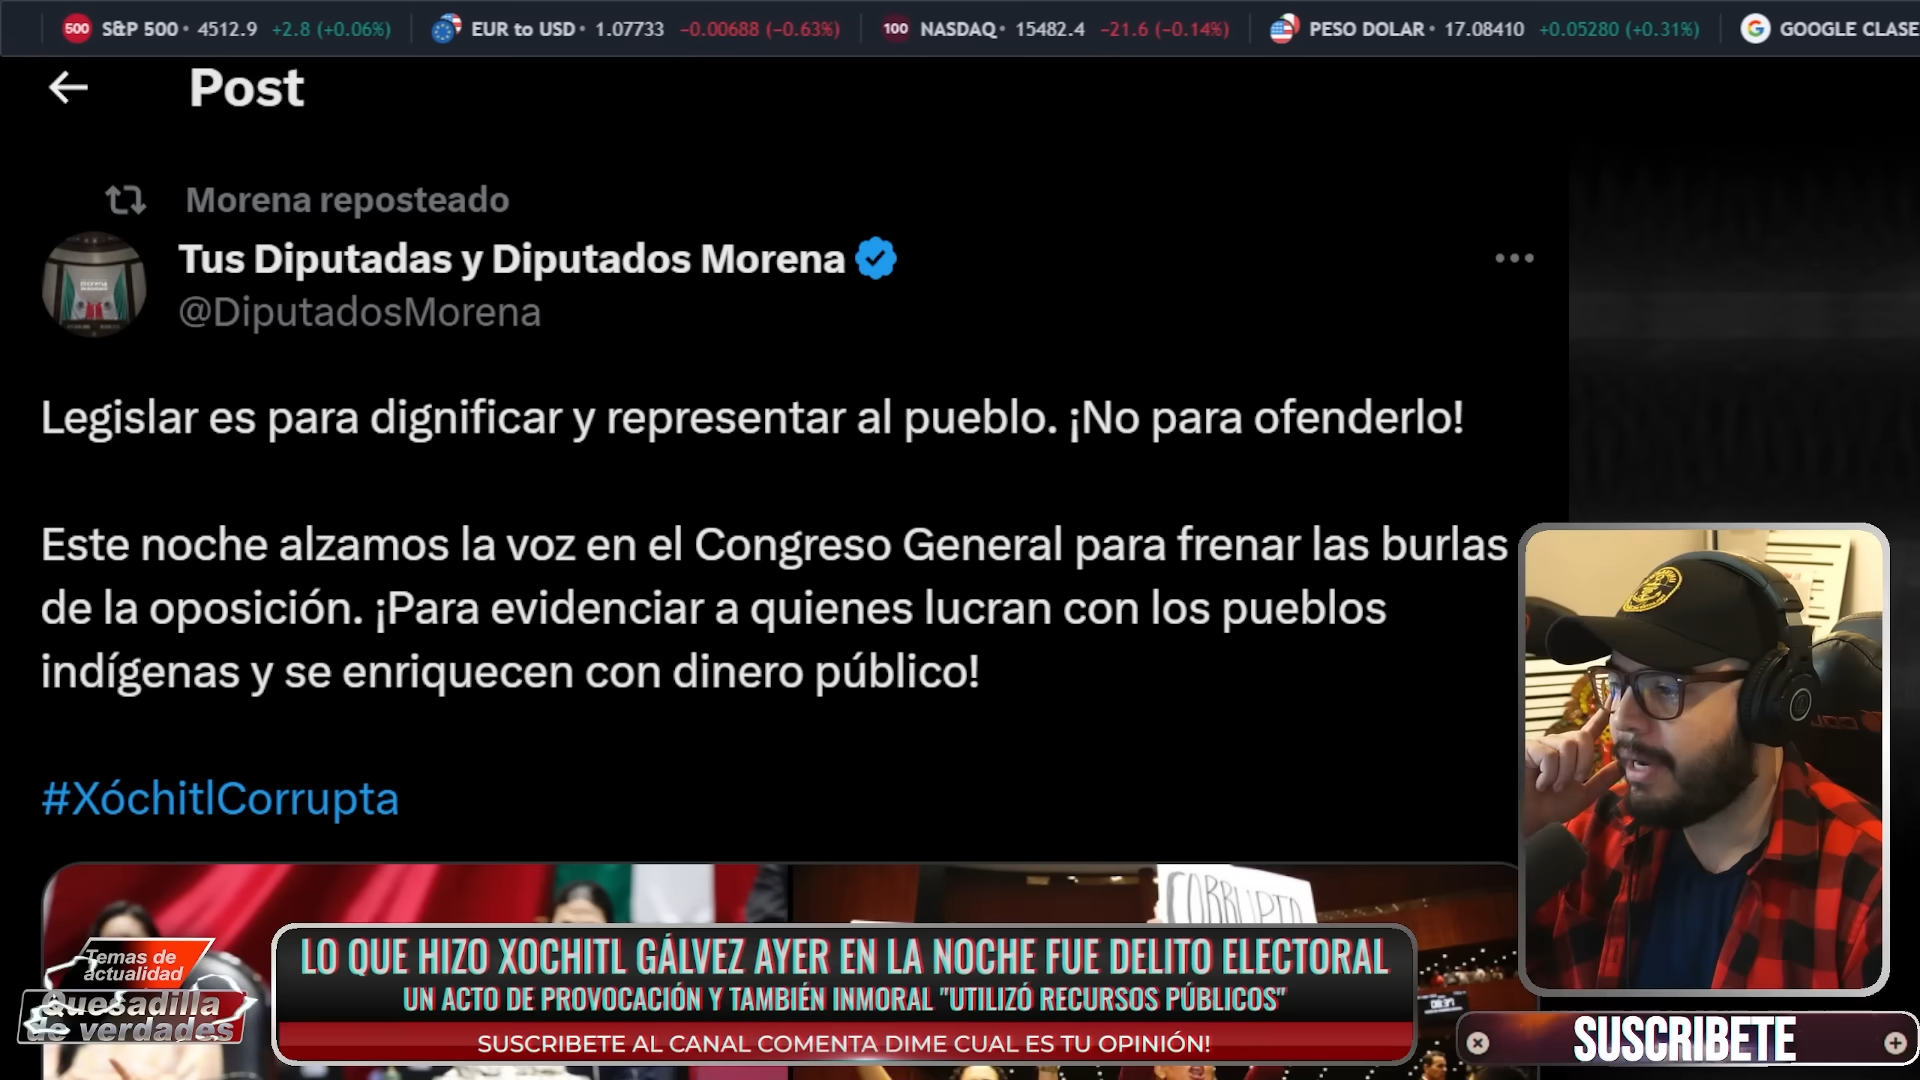 500 S&P 500 • 4512.9 +2.8 (+0.06%) EUR to USD • 1.07733 −0.00688 (−0.63%) 100 NASDAQ • 15482.4 −21.6 (−0.14%) PESO DOLAR • 17.08410 +0.05280 (+0.31%) G GOOGLE CLASE
Post
Morena reposteado
Tus Diputadas y Diputados Morena
@DiputadosMorena
Legislar es para dignificar y representar al pueblo. ¡No para ofenderlo!
Este noche alzamos la voz en el Congreso General para frenar las burlas
de la oposición. ¡Para evidenciar a quienes lucran con los pueblos
indígenas y se enriquecen con dinero público!
#XóchitlCorrupta
CORRUPTA
Temas de
actualidad
Quesadilla
de verdades
LO QUE HIZO XOCHITL GÁLVEZ AYER EN LA NOCHE FUE DELITO ELECTORAL
UN ACTO DE PROVOCACIÓN Y TAMBIÉN INMORAL "UTILIZÓ RECURSOS PÚBLICOS"
SUSCRIBETE AL CANAL COMENTA DIME CUAL ES TU OPINIÓN!
SUSCRIBETE